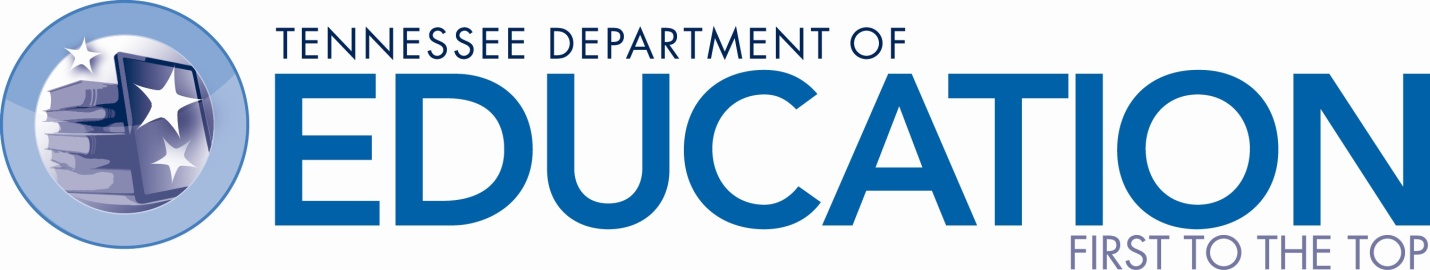 TENNESSEE DEPARTMENT OF
EDUCATION
FIRST TO THE TOP